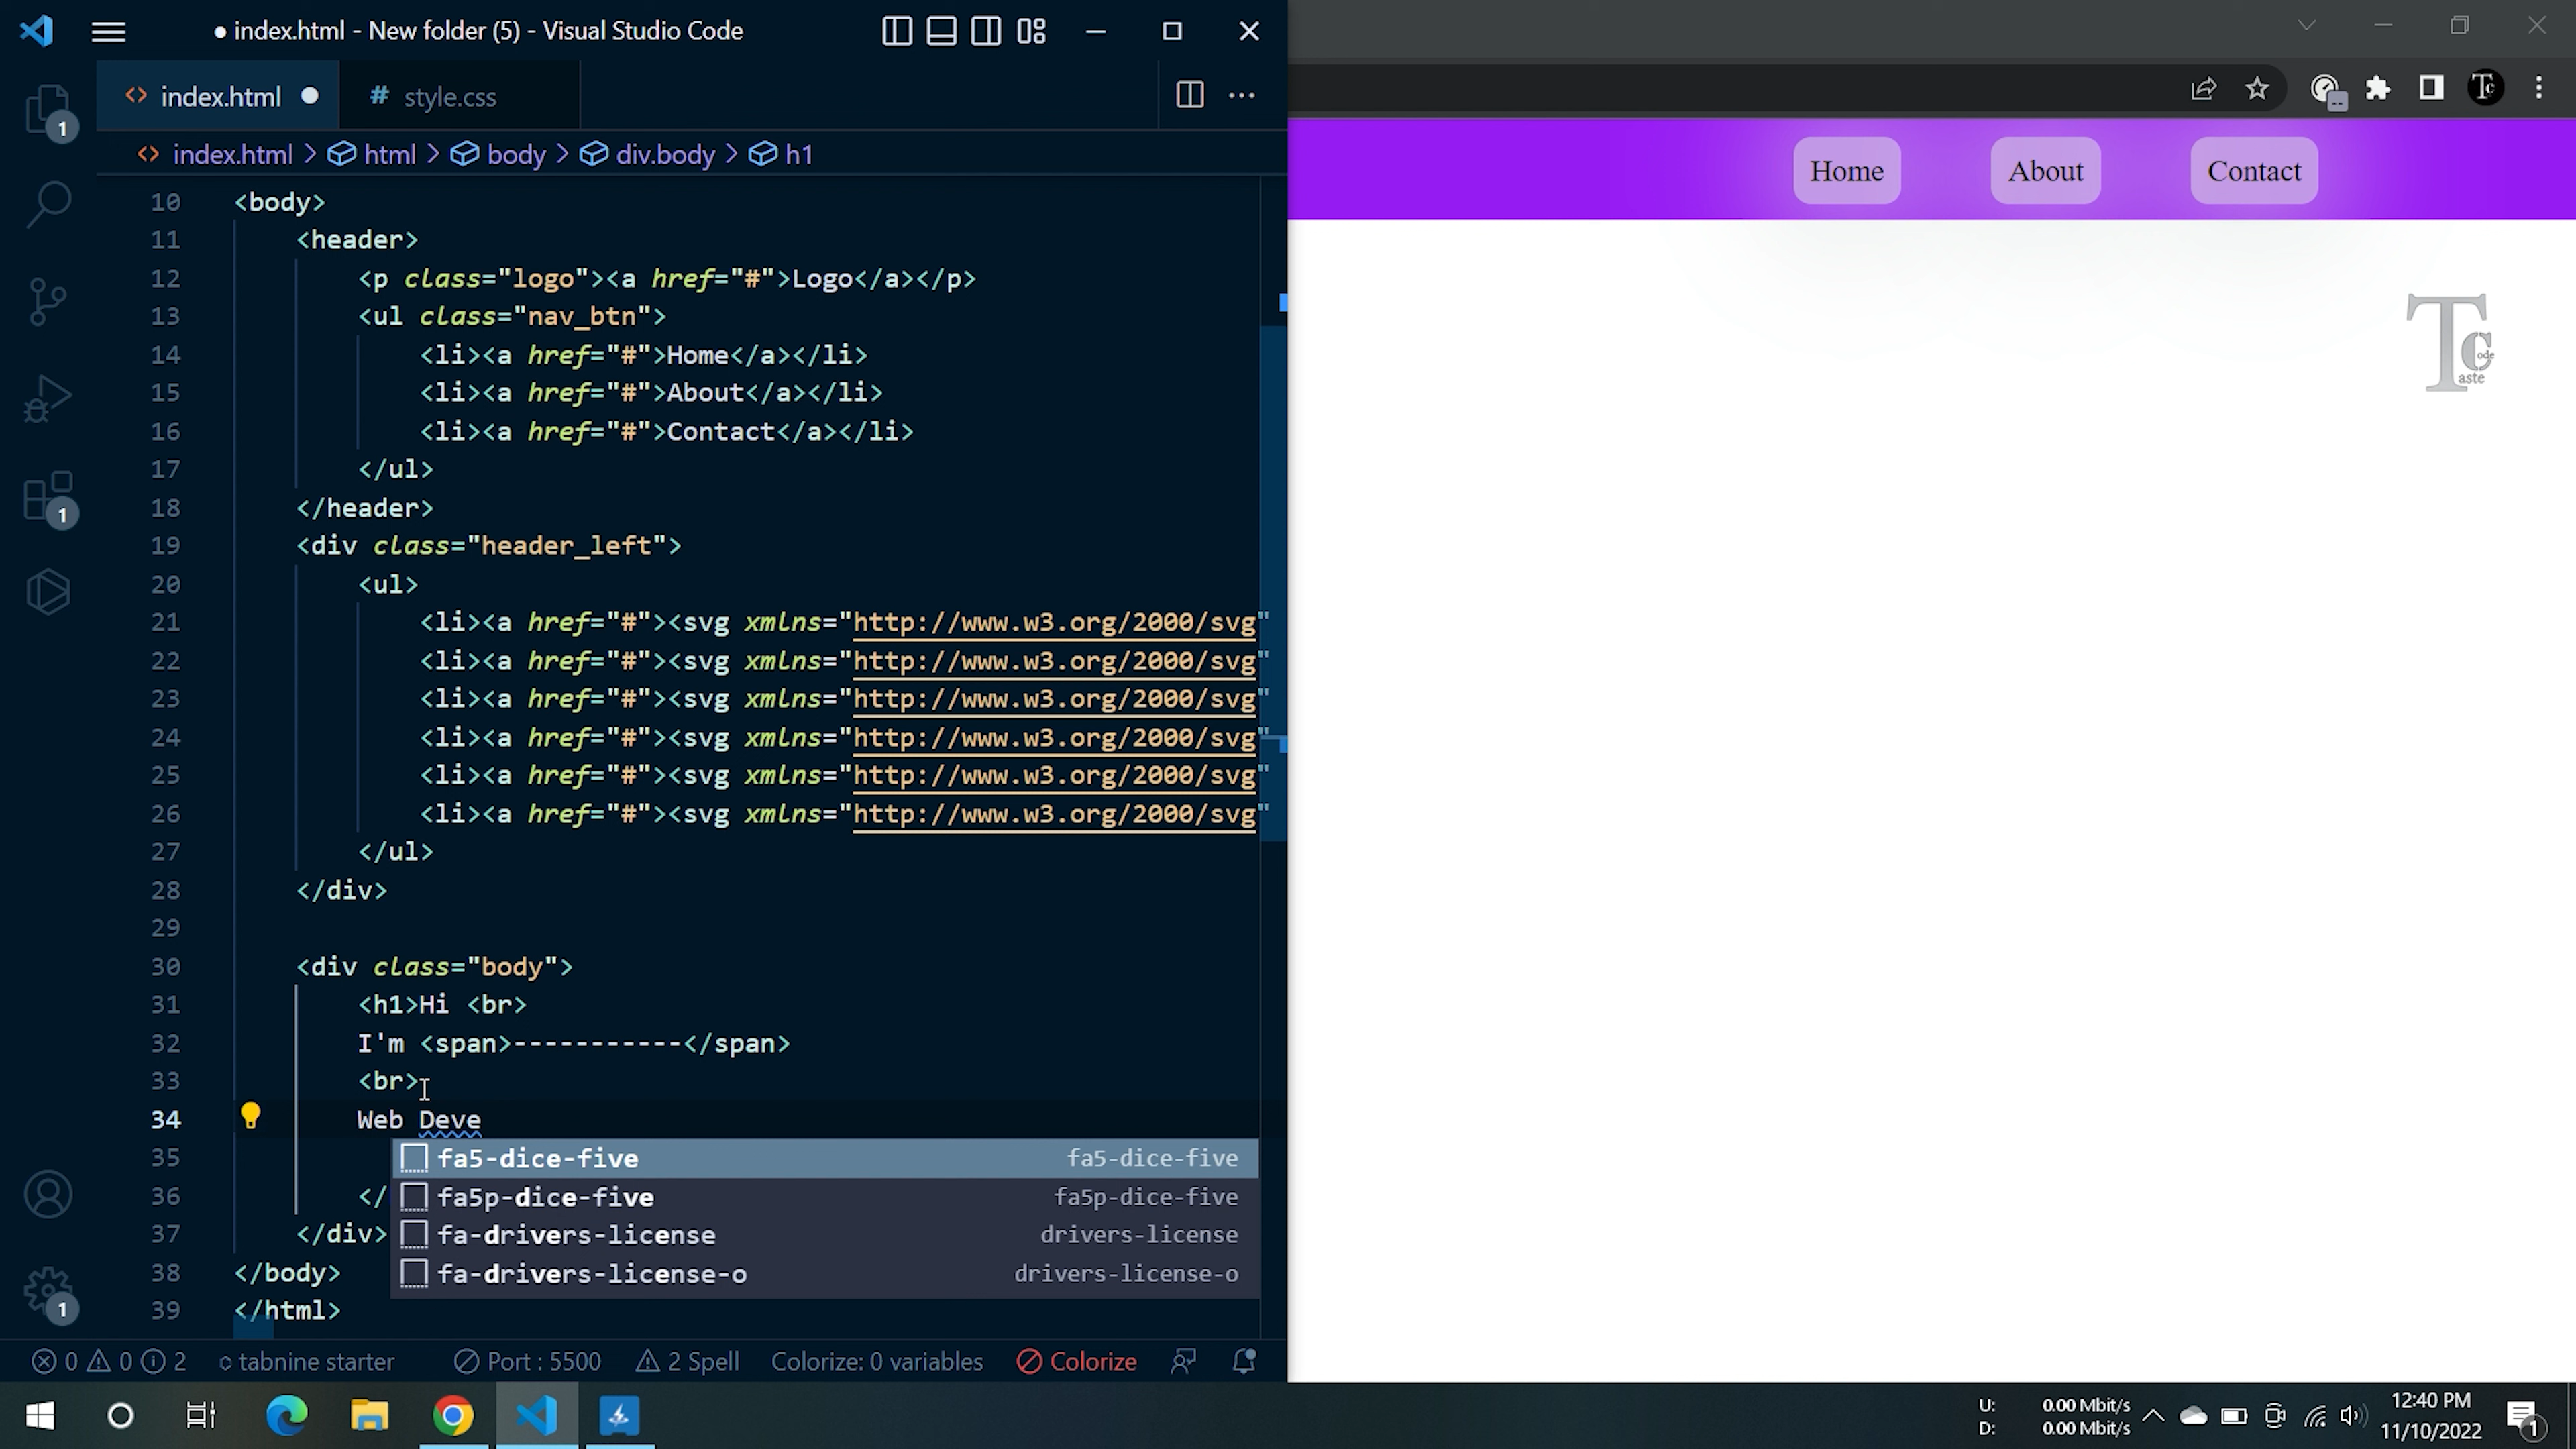 ● index.html - New folder (5) - Visual Studio Code
index.html ●
# style.css
index.html > html > body > div.body > h1
10 <body>
11 <header>
12 <p class="logo"><a href="#">Logo</a></p>
13 <ul class="nav_btn">
14 <li><a href="#">Home</a></li>
15 <li><a href="#">About</a></li>
16 <li><a href="#">Contact</a></li>
17 </ul>
18 </header>
19 <div class="header_left">
20 <ul>
21 <li><a href="#"><svg xmlns="http://www.w3.org/2000/svg"
22 <li><a href="#"><svg xmlns="http://www.w3.org/2000/svg"
23 <li><a href="#"><svg xmlns="http://www.w3.org/2000/svg"
24 <li><a href="#"><svg xmlns="http://www.w3.org/2000/svg"
25 <li><a href="#"><svg xmlns="http://www.w3.org/2000/svg"
26 <li><a href="#"><svg xmlns="http://www.w3.org/2000/svg"
27 </ul>
28 </div>
29
30 <div class="body">
31 <h1>Hi <br>
32 I'm <span>-----------</span>
33 <br>
34 Web Deve
35
36 </
37 </div>
38 </body>
39 </html>
fa5-dice-five fa5-dice-five
fa5p-dice-five fa5p-dice-five
fa-drivers-license drivers-license
fa-drivers-license-o drivers-license-o
1
1
1
0 0 2 tabnine starter Port : 5500 2 Spell Colorize: 0 variables Colorize
Home
About
Contact
Tc
Taste
Code
U: 0.00 Mbit/s
D: 0.00 Mbit/s
12:40 PM
11/10/2022
1